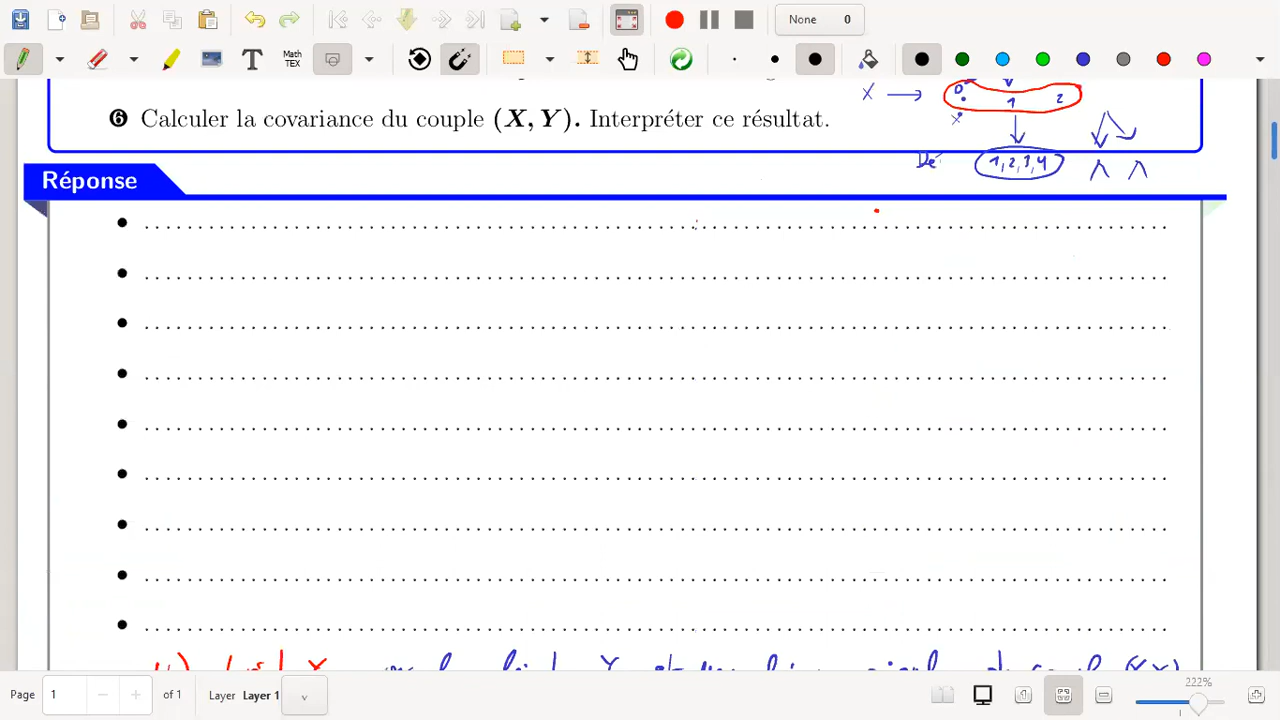 None 0
T Math TEX
X → 0 1 2
❻ Calculer la covariance du couple (X, Y). Interpréter ce résultat.
Dé 1,2,3,4
Réponse
Page 1 of 1 Layer Layer 1 222%